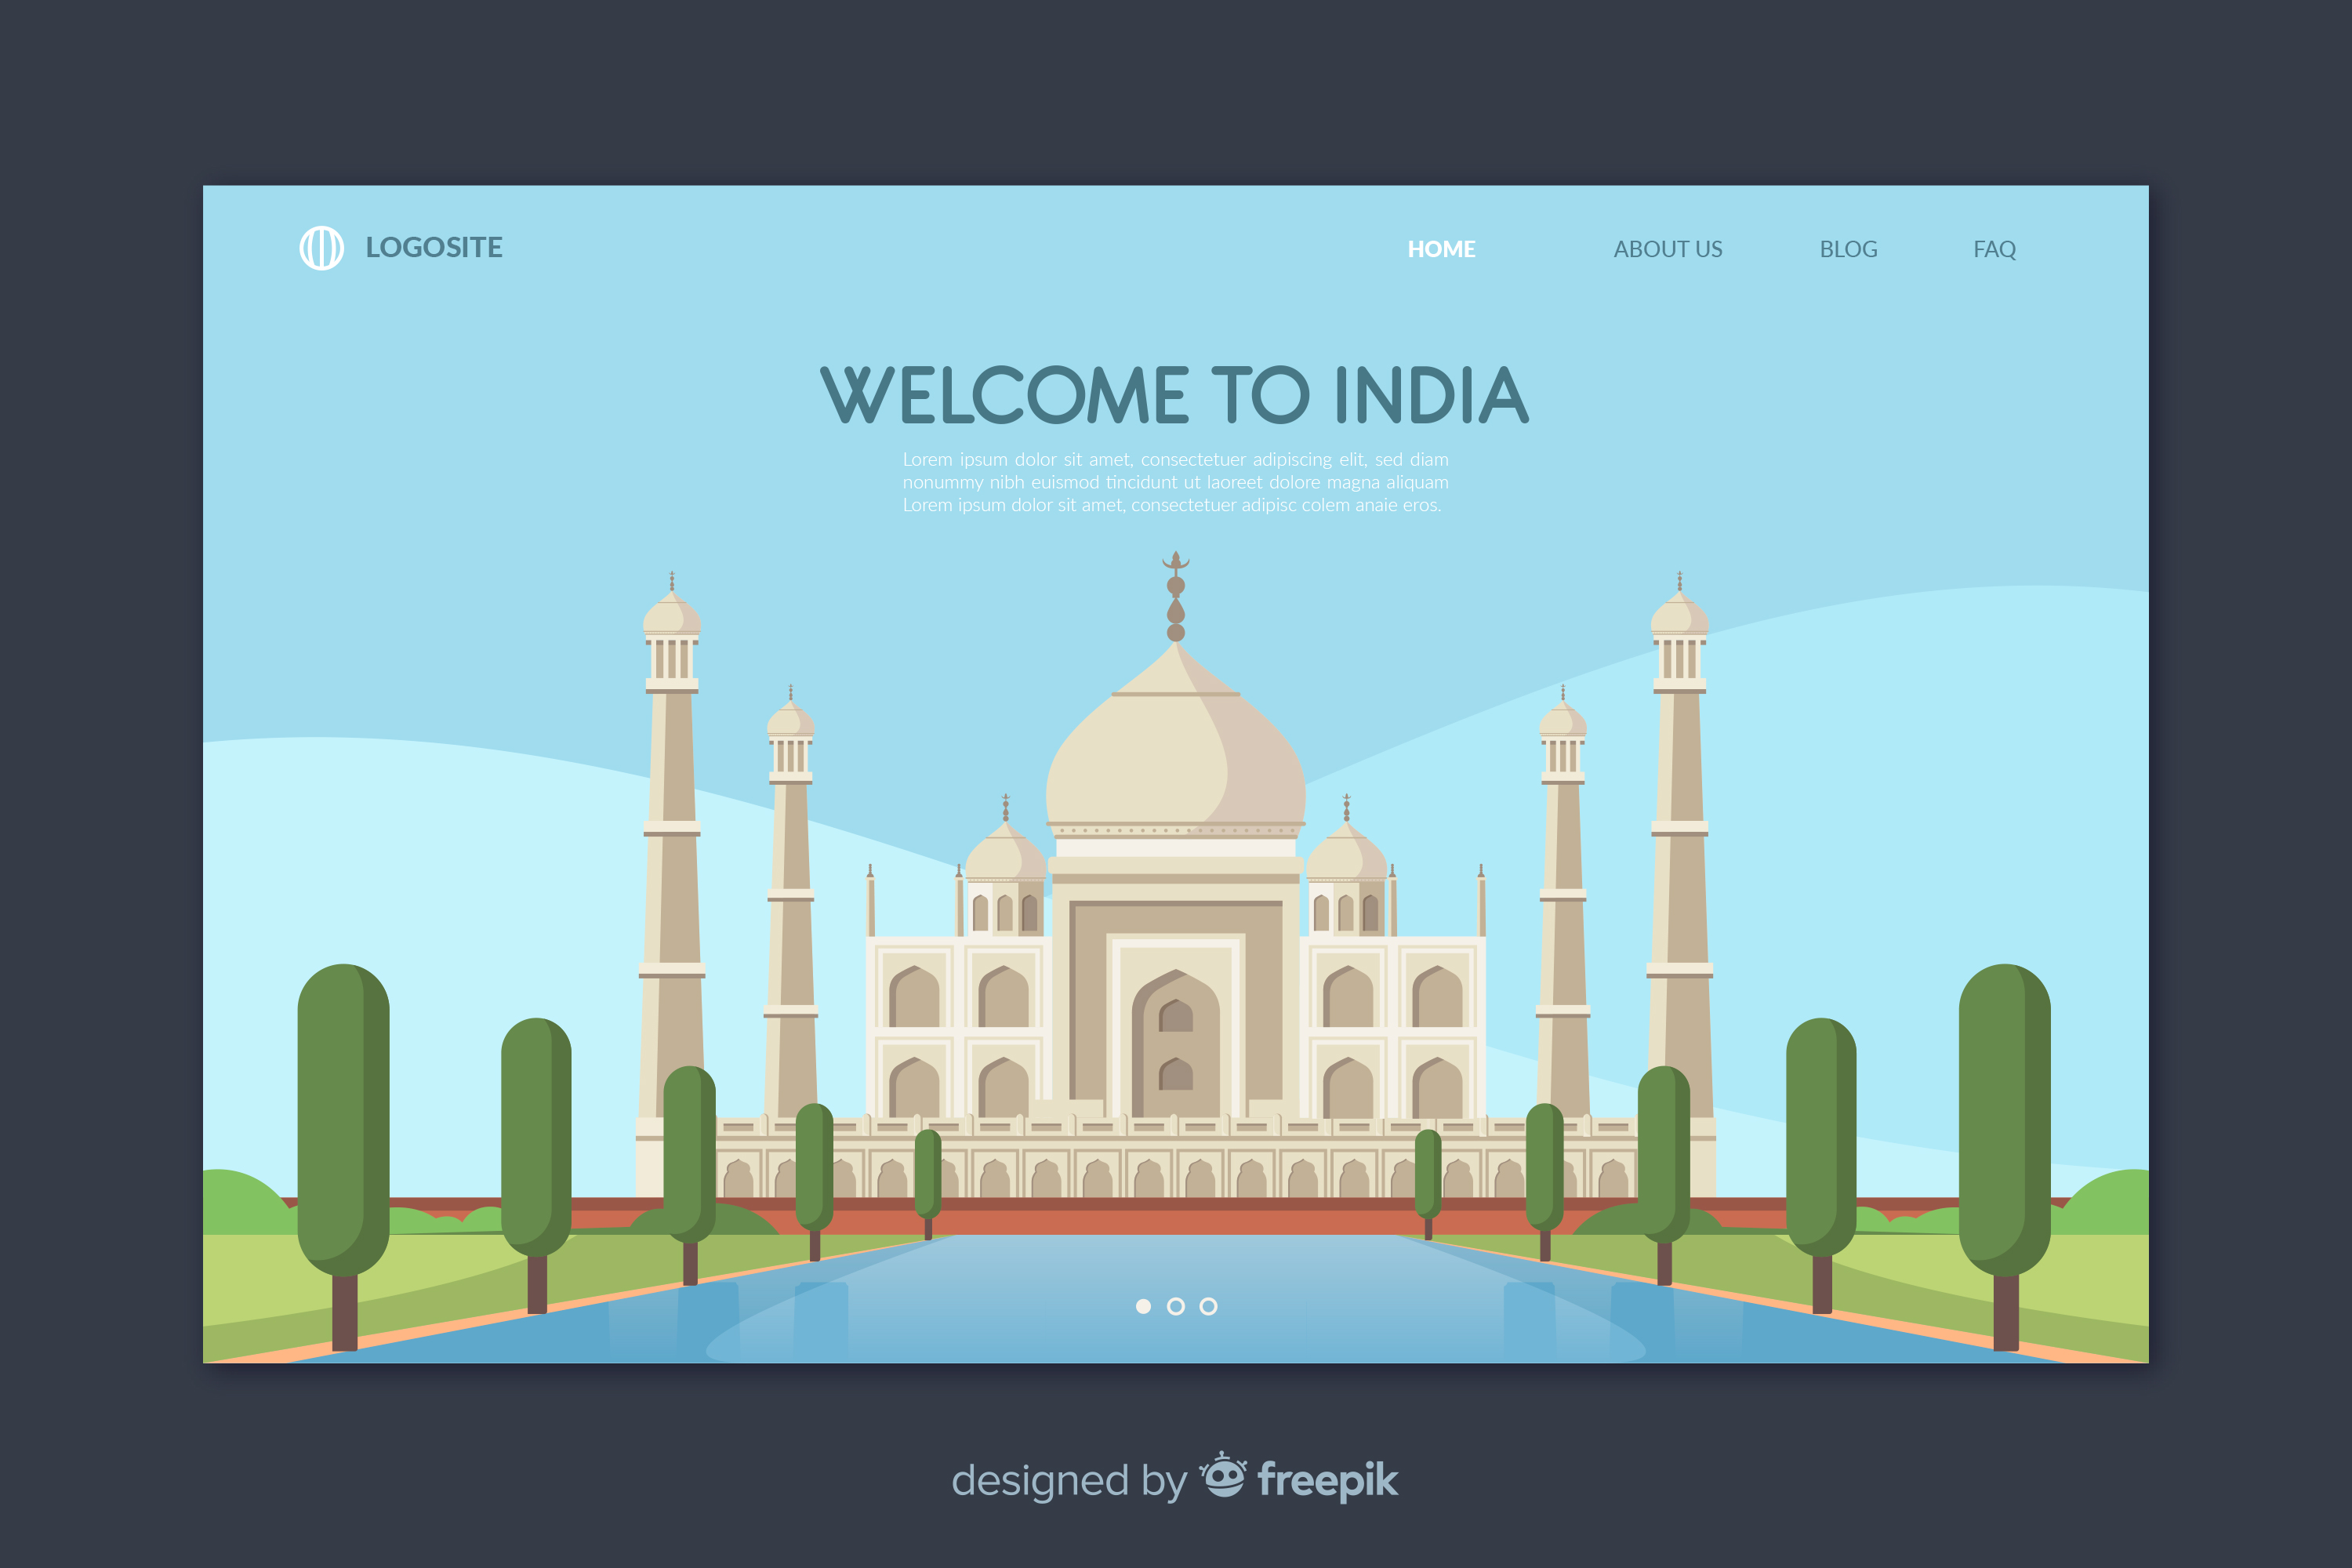 LOGOSITE
HOME ABOUT US BLOG FAQ
WELCOME TO INDIA
Lorem ipsum dolor sit amet, consectetuer adipiscing elit, sed diam
nonummy nibh euismod tincidunt ut laoreet dolore magna aliquam
Lorem ipsum dolor sit amet, consectetuer adipisc colem anaie eros.
designed by freepik